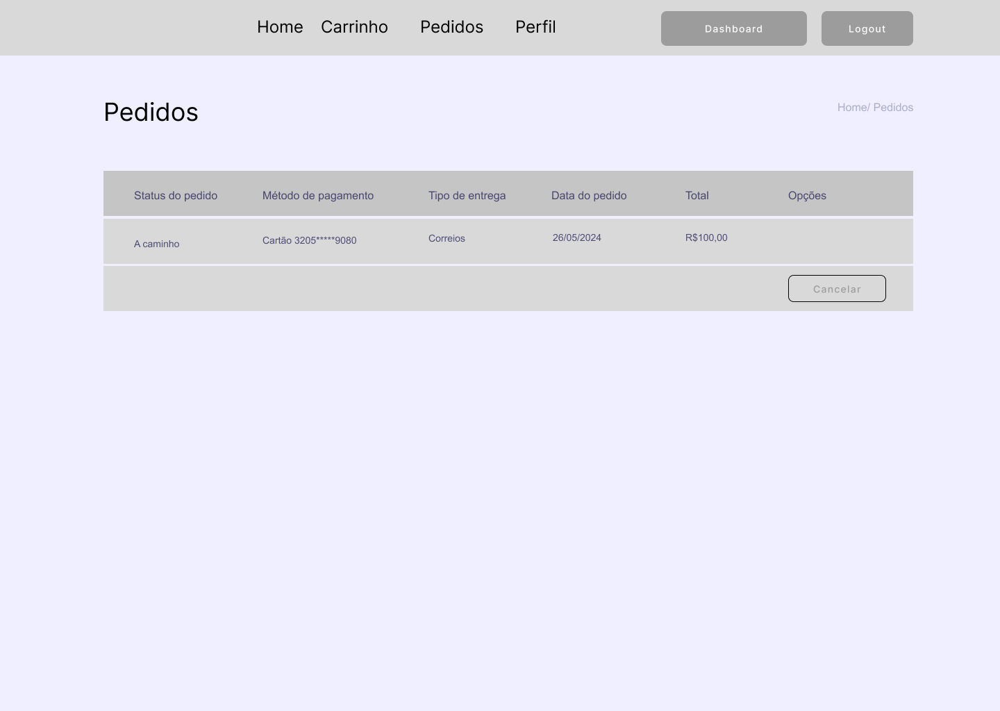 Home Carrinho Pedidos Perfil Dashboard Logout
Pedidos Home/ Pedidos
Status do pedido Método de pagamento Tipo de entrega Data do pedido Total Opções
A caminho Cartão 3205*****9080 Correios 26/05/2024 R$100,00
Cancelar